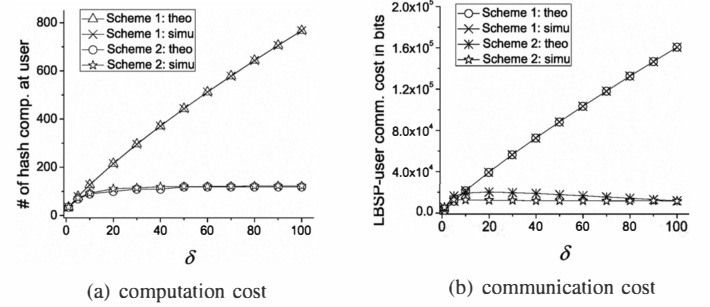 800
600
400
200
0
# of hash comp. at user
Scheme 1: theo
Scheme 1: simu
Scheme 2: theo
Scheme 2: simu
0 20 40 60 80 100
δ
(a) computation cost
2.0x10⁵
1.6x10⁵
1.2x10⁵
8.0x10⁴
4.0x10⁴
0.0
LBSP-user comm. cost in bits
Scheme 1: theo
Scheme 1: simu
Scheme 2: theo
Scheme 2: simu
0 20 40 60 80 100
δ
(b) communication cost